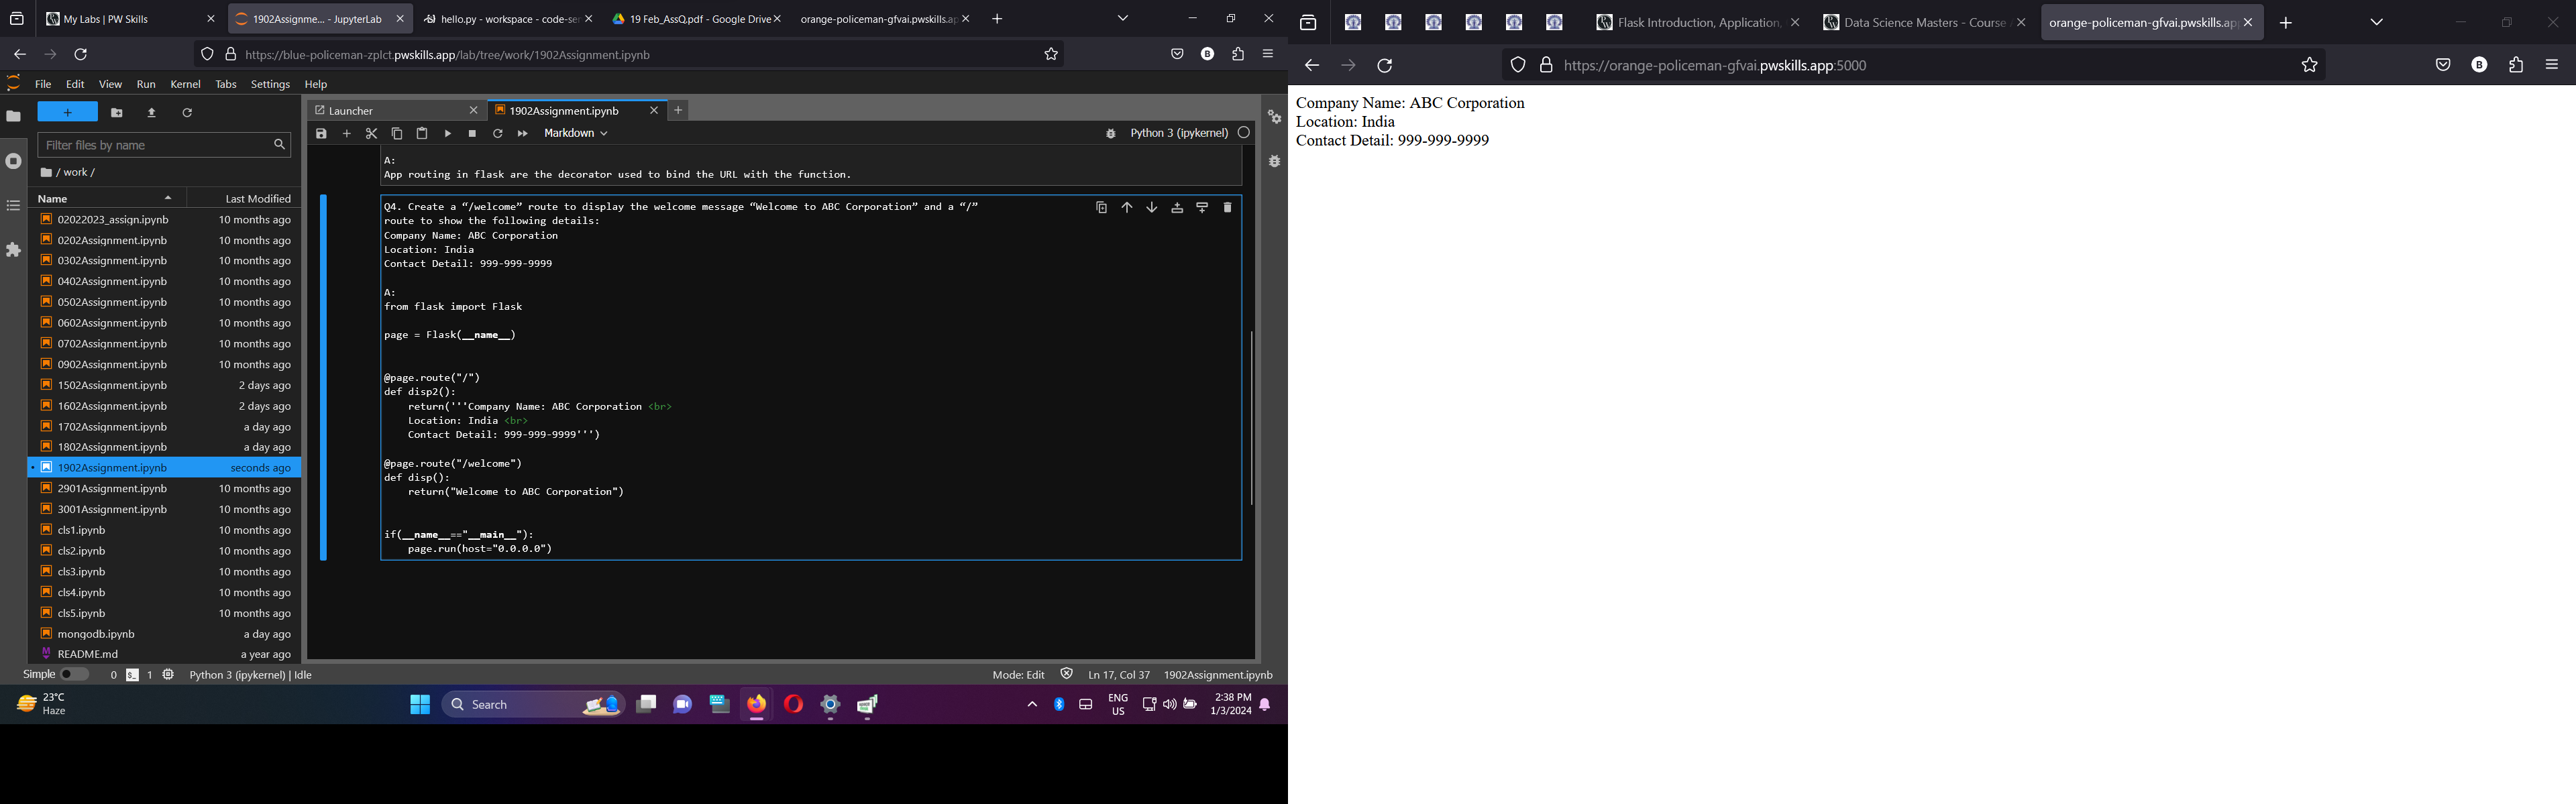 My Labs | PW Skills
1902Assignme... - JupyterLab
hello.py - workspace - code-ser
19 Feb_AssQ.pdf - Google Drive
orange-policeman-gfvai.pwskills.ap
https://blue-policeman-zplct.pwskills.app/lab/tree/work/1902Assignment.ipynb
File Edit View Run Kernel Tabs Settings Help
Filter files by name
/ work /
Name Last Modified
02022023_assign.ipynb 10 months ago
0202Assignment.ipynb 10 months ago
0302Assignment.ipynb 10 months ago
0402Assignment.ipynb 10 months ago
0502Assignment.ipynb 10 months ago
0602Assignment.ipynb 10 months ago
0702Assignment.ipynb 10 months ago
0902Assignment.ipynb 10 months ago
1502Assignment.ipynb 2 days ago
1602Assignment.ipynb 2 days ago
1702Assignment.ipynb a day ago
1802Assignment.ipynb a day ago
1902Assignment.ipynb seconds ago
2901Assignment.ipynb 10 months ago
3001Assignment.ipynb 10 months ago
cls1.ipynb 10 months ago
cls2.ipynb 10 months ago
cls3.ipynb 10 months ago
cls4.ipynb 10 months ago
cls5.ipynb 10 months ago
mongodb.ipynb a day ago
README.md a year ago
Launcher
1902Assignment.ipynb
Markdown
Python 3 (ipykernel)
A:
App routing in flask are the decorator used to bind the URL with the function.
Q4. Create a “/welcome” route to display the welcome message “Welcome to ABC Corporation” and a “/”
route to show the following details:
Company Name: ABC Corporation
Location: India
Contact Detail: 999-999-9999
A:
from flask import Flask
page = Flask(__name__)
@page.route("/")
def disp2():
return('''Company Name: ABC Corporation <br>
Location: India <br>
Contact Detail: 999-999-9999''')
@page.route("/welcome")
def disp():
return("Welcome to ABC Corporation")
if(__name__=="__main__"):
page.run(host="0.0.0.0")
Simple 0 1 Python 3 (ipykernel) | Idle
Mode: Edit Ln 17, Col 37 1902Assignment.ipynb
23°C
Haze
Search
ENG
US
2:38 PM
1/3/2024
Flask Introduction, Application,
Data Science Masters - Course
orange-policeman-gfvai.pwskills.app
https://orange-policeman-gfvai.pwskills.app:5000
Company Name: ABC Corporation
Location: India
Contact Detail: 999-999-9999